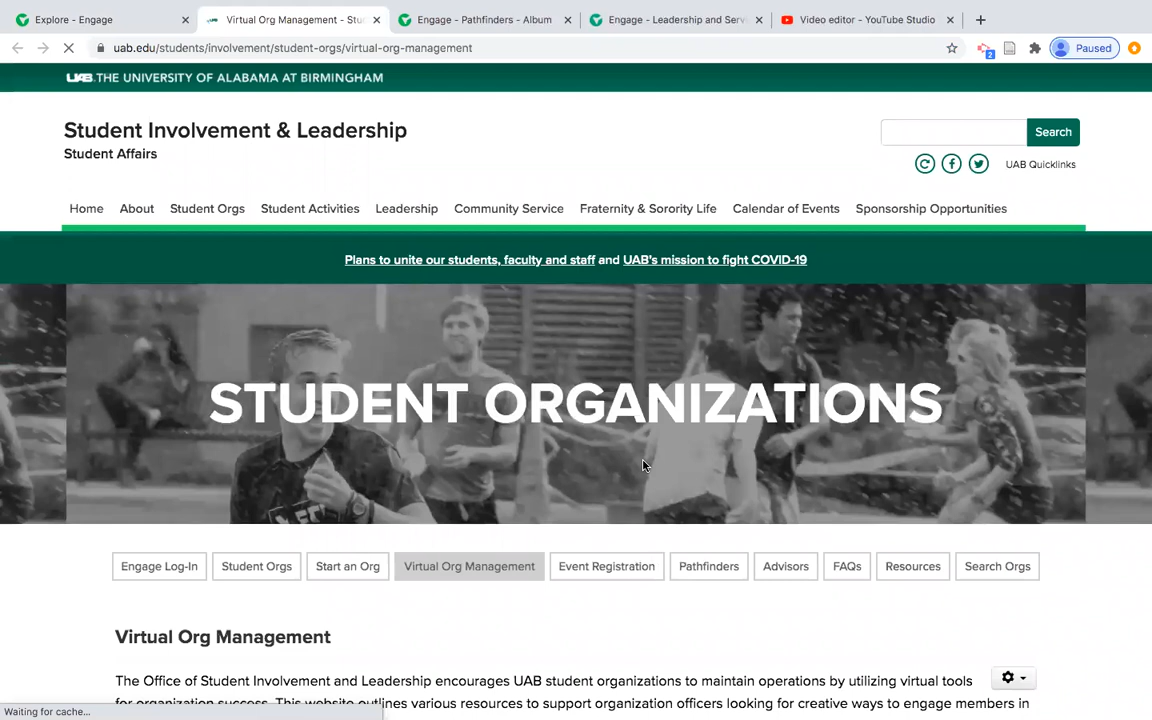 Explore - Engage
Virtual Org Management - Stu
Engage - Pathfinders - Album
Engage - Leadership and Serv
Video editor - YouTube Studio
uab.edu/students/involvement/student-orgs/virtual-org-management
2
Paused
UAB THE UNIVERSITY OF ALABAMA AT BIRMINGHAM
Student Involvement & Leadership
Student Affairs
Search
UAB Quicklinks
Home About Student Orgs Student Activities Leadership Community Service Fraternity & Sorority Life Calendar of Events Sponsorship Opportunities
Plans to unite our students, faculty and staff and UAB's mission to fight COVID-19
STUDENT ORGANIZATIONS
Engage Log-In Student Orgs Start an Org Virtual Org Management Event Registration Pathfinders Advisors FAQs Resources Search Orgs
Virtual Org Management
The Office of Student Involvement and Leadership encourages UAB student organizations to maintain operations by utilizing virtual tools
for organization success. This website outlines various resources to support organization officers looking for creative ways to engage members in
Waiting for cache...